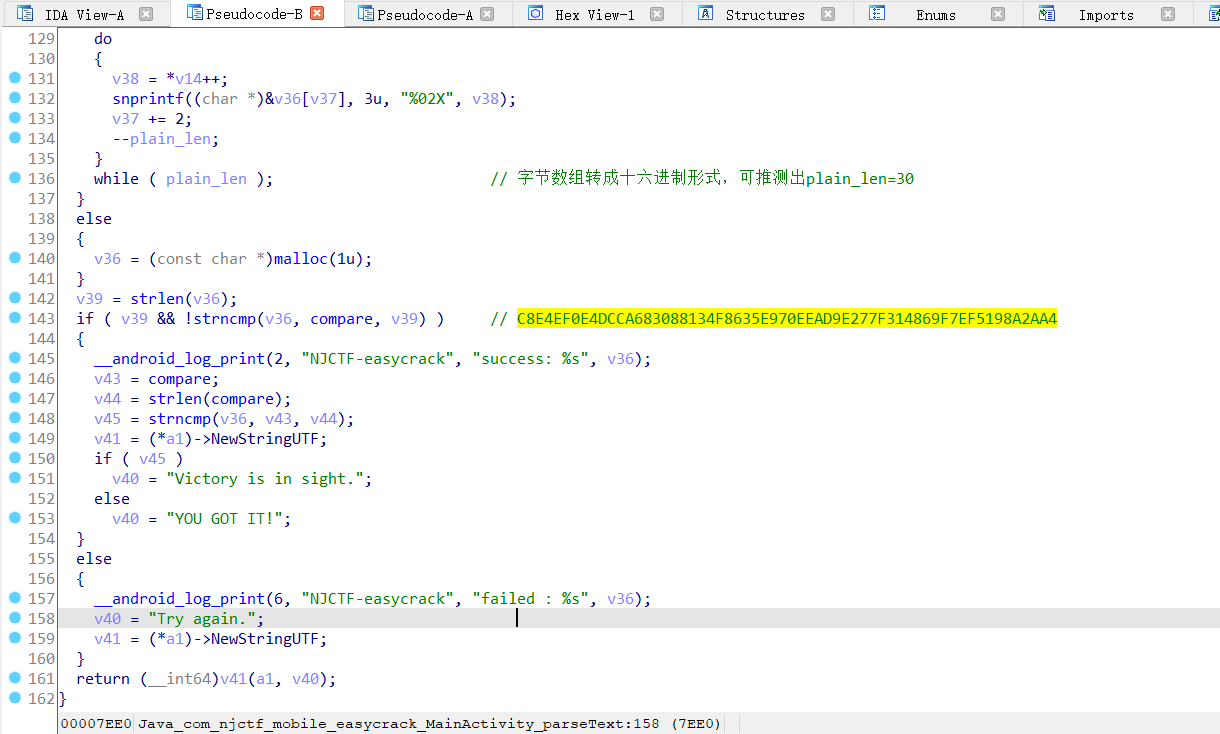 IDA View-A Pseudocode-B Pseudocode-A Hex View-1 Structures Enums Imports
129 do
130 {
131 v38 = *v14++;
132 snprintf((char *)&v36[v37], 3u, "%02X", v38);
133 v37 += 2;
134 --plain_len;
135 }
136 while ( plain_len ); // 字节数组转成十六进制形式，可推测出plain_len=30
137 }
138 else
139 {
140 v36 = (const char *)malloc(1u);
141 }
142 v39 = strlen(v36);
143 if ( v39 && !strncmp(v36, compare, v39) ) // C8E4EF0E4DCCA683088134F8635E970EEAD9E277F314869F7EF5198A2AA4
144 {
145 __android_log_print(2, "NJCTF-easycrack", "success: %s", v36);
146 v43 = compare;
147 v44 = strlen(compare);
148 v45 = strncmp(v36, v43, v44);
149 v41 = (*a1)->NewStringUTF;
150 if ( v45 )
151 v40 = "Victory is in sight.";
152 else
153 v40 = "YOU GOT IT!";
154 }
155 else
156 {
157 __android_log_print(6, "NJCTF-easycrack", "failed : %s", v36);
158 v40 = "Try again.";
159 v41 = (*a1)->NewStringUTF;
160 }
161 return (__int64)v41(a1, v40);
162 }
00007EE0 Java_com_njctf_mobile_easycrack_MainActivity_parseText:158 (7EE0)